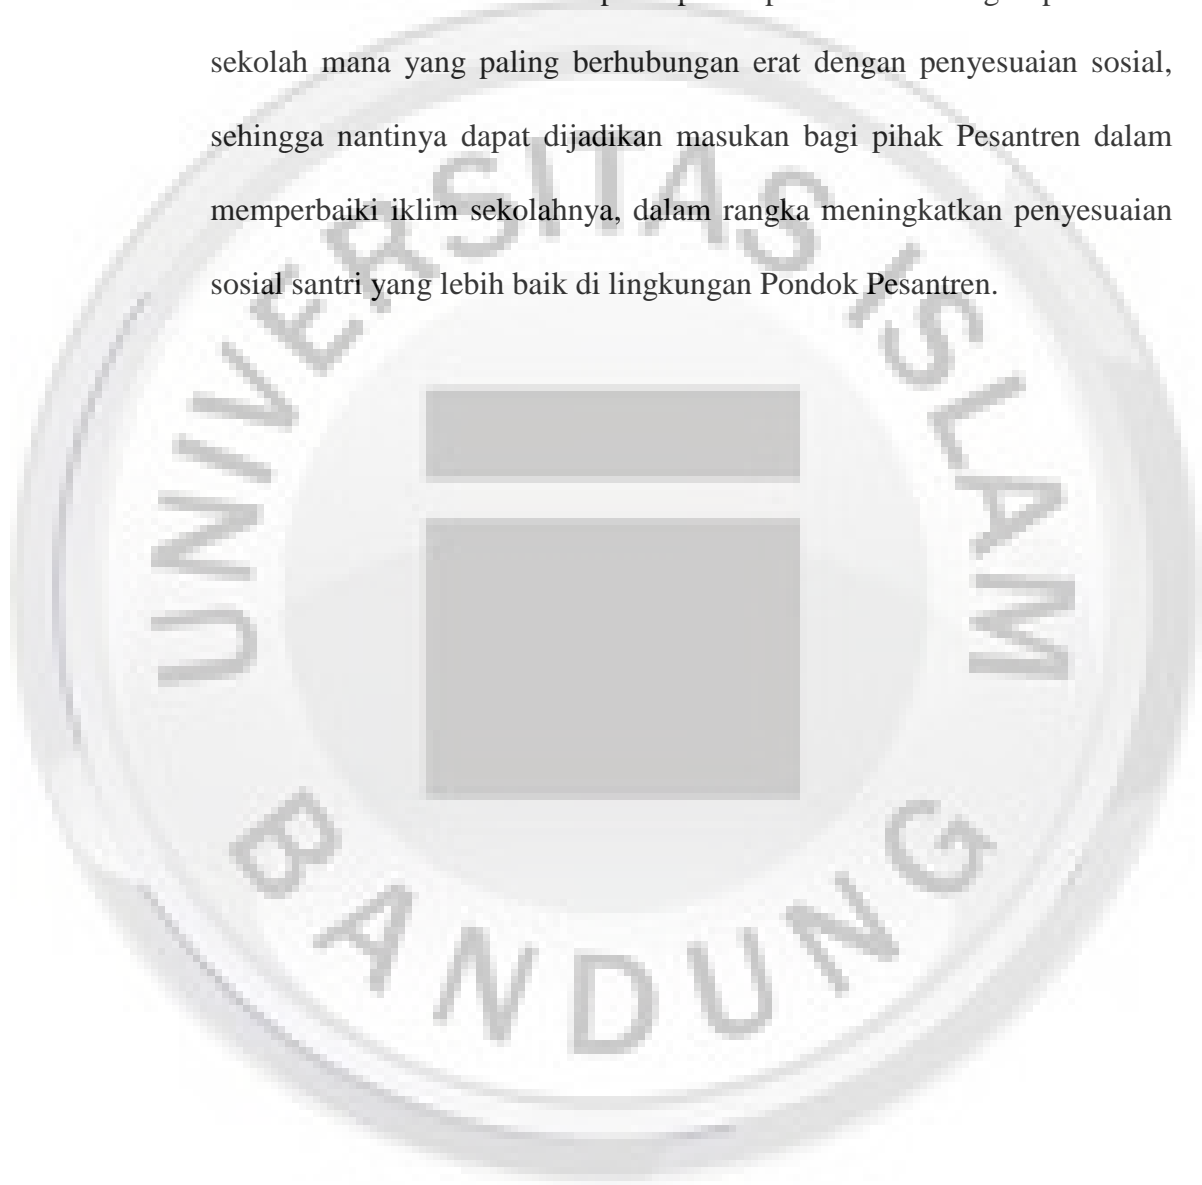 sekolah mana yang paling berhubungan erat dengan penyesuaian sosial,
sehingga nantinya dapat dijadikan masukan bagi pihak Pesantren dalam
memperbaiki iklim sekolahnya, dalam rangka meningkatkan penyesuaian
sosial santri yang lebih baik di lingkungan Pondok Pesantren.
UNIVERSITAS ISLAM
BANDUNG